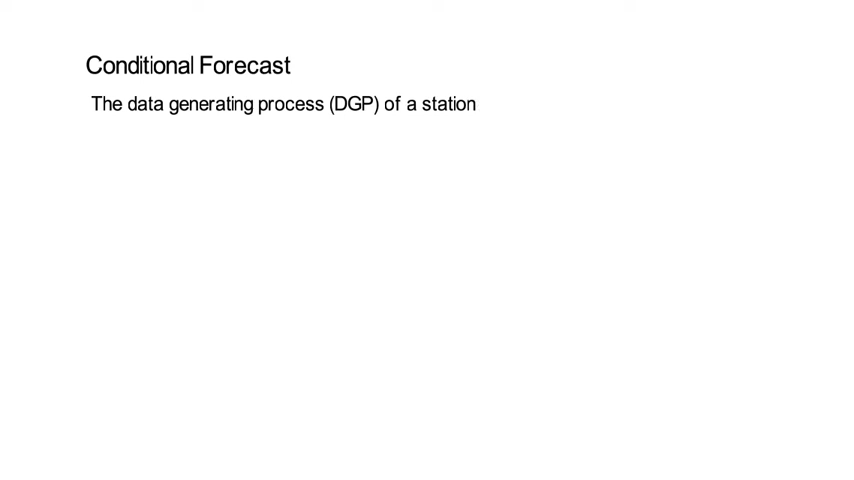 Conditional Forecast
The data generating process (DGP) of a station